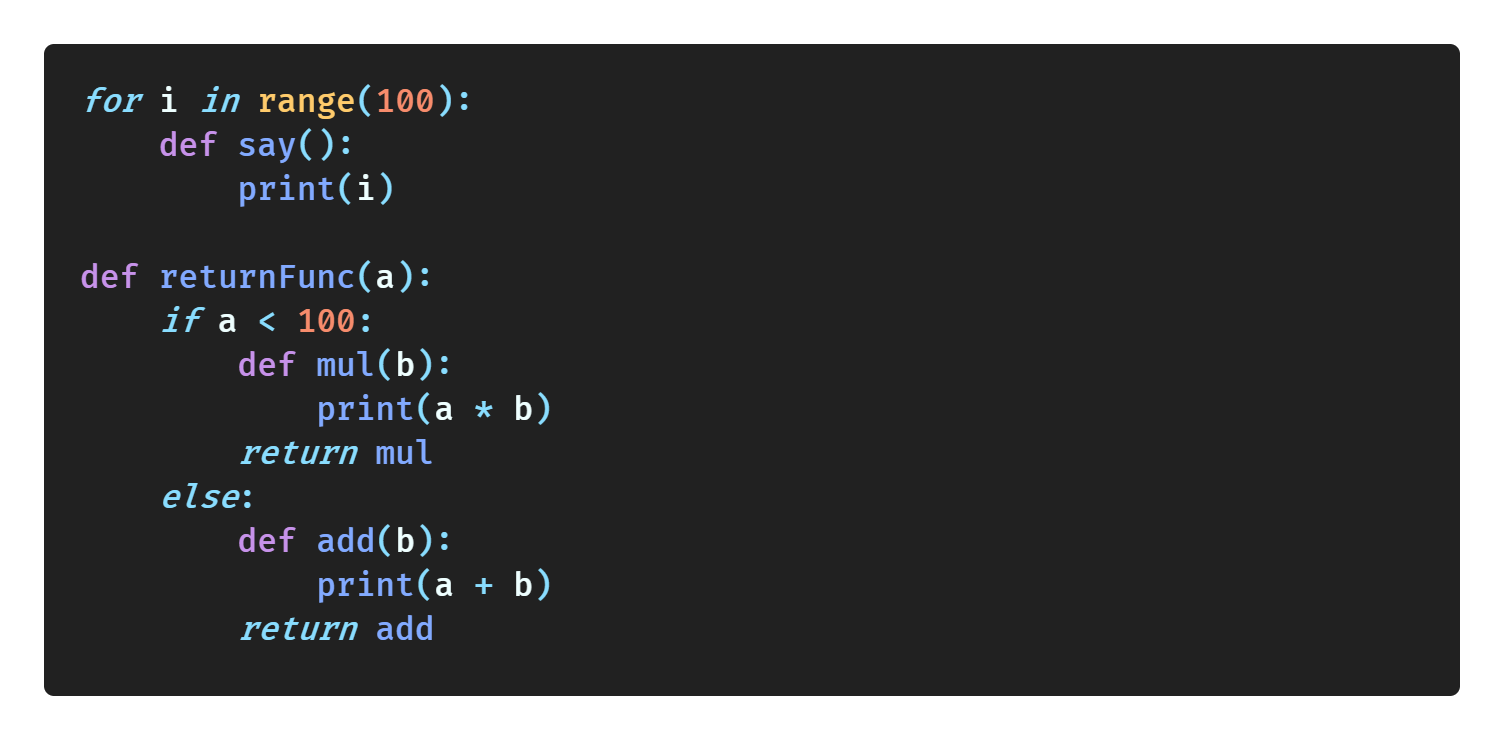 for i in range(100):
    def say():
        print(i)

def returnFunc(a):
    if a < 100:
        def mul(b):
            print(a * b)
        return mul
    else:
        def add(b):
            print(a + b)
        return add